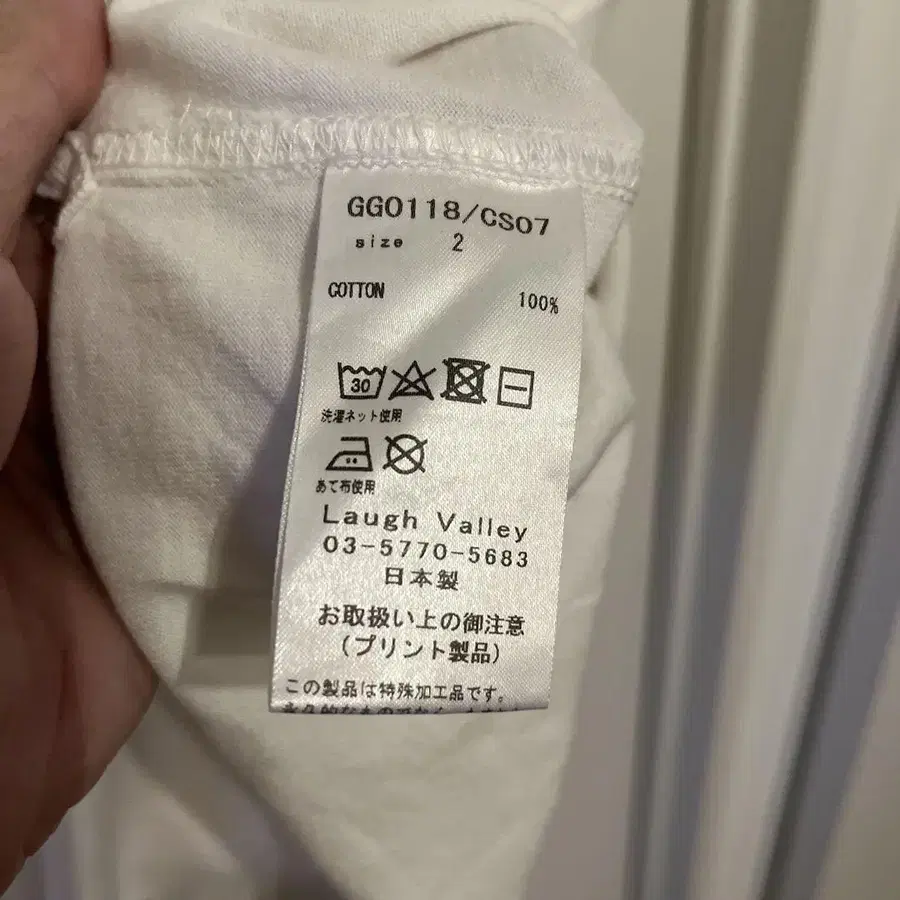 GGO118/CS07
size 2
COTTON 100%
30
洗濯ネット使用
あて布使用
Laugh Valley
03-5770-5683
日本製
お取扱い上の御注意
(プリント製品)
この製品は特殊加工品です。